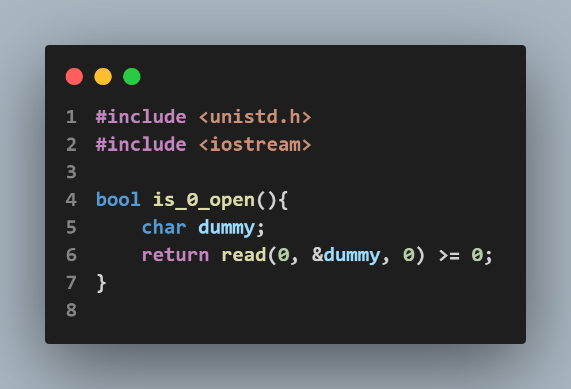 1 #include <unistd.h>
2 #include <iostream>
3
4 bool is_0_open(){
5     char dummy;
6     return read(0, &dummy, 0) >= 0;
7 }
8